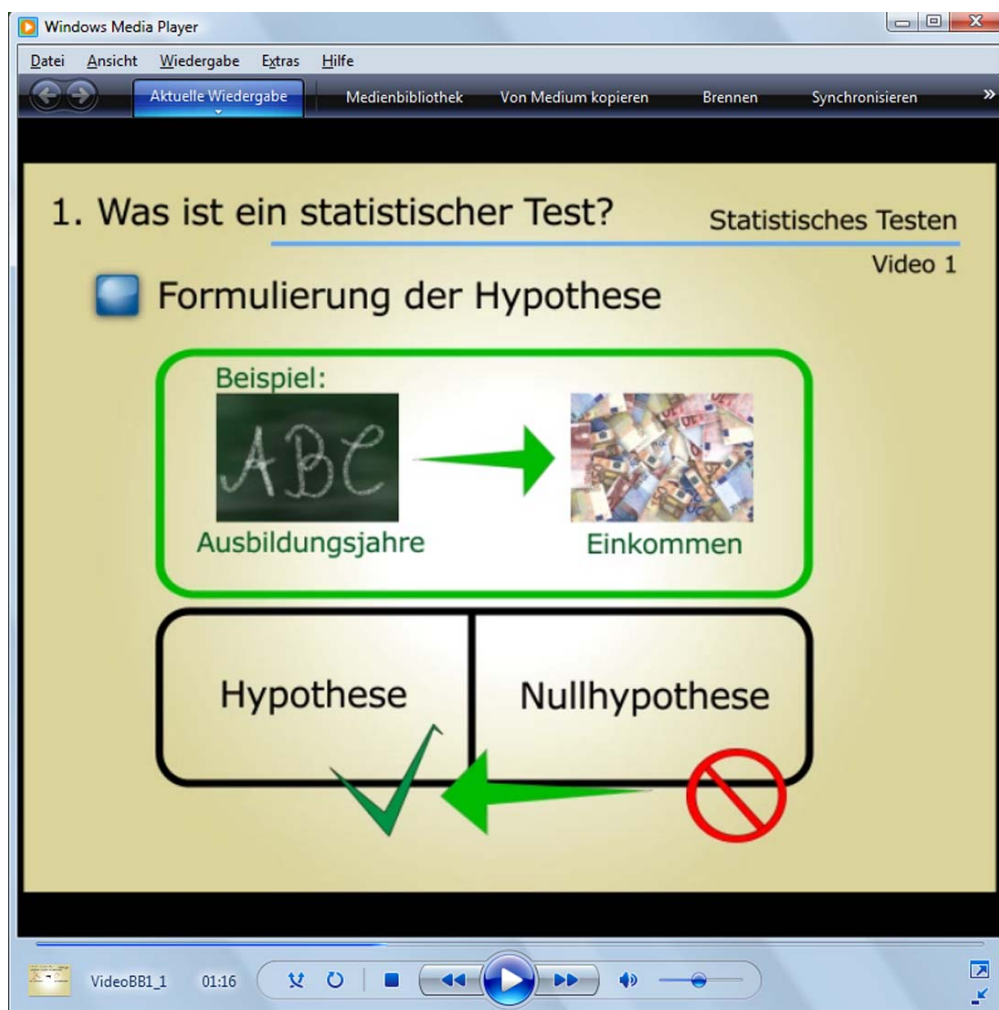 Windows Media Player
Datei Ansicht Wiedergabe Extras Hilfe
Aktuelle Wiedergabe Medienbibliothek Von Medium kopieren Brennen Synchronisieren »
1. Was ist ein statistischer Test?
Statistisches Testen
Video 1
Formulierung der Hypothese
Beispiel:
ABC
Ausbildungsjahre
Einkommen
Hypothese
Nullhypothese
VideoBB1_1 01:16